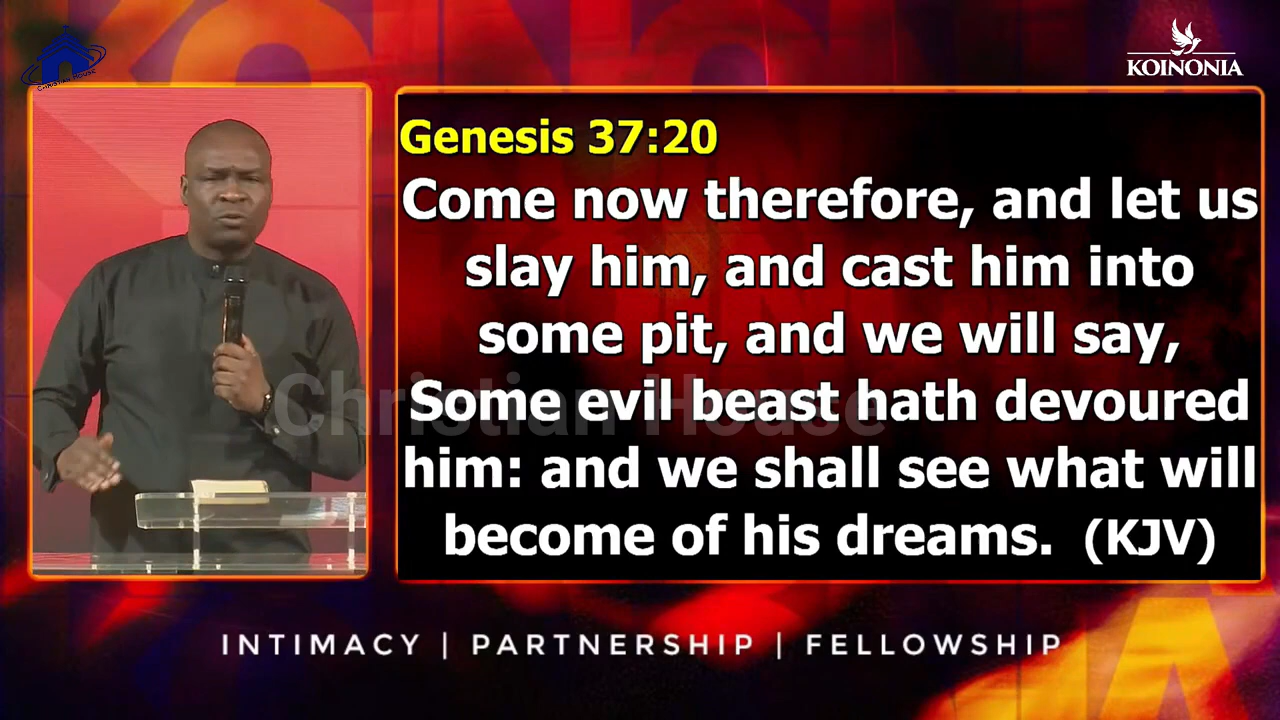 CHRISTIAN HOUSE
KOINONIA
Genesis 37:20
Come now therefore, and let us
slay him, and cast him into
some pit, and we will say,
Some evil beast hath devoured
him: and we shall see what will
become of his dreams. (KJV)
Christian House
INTIMACY | PARTNERSHIP | FELLOWSHIP